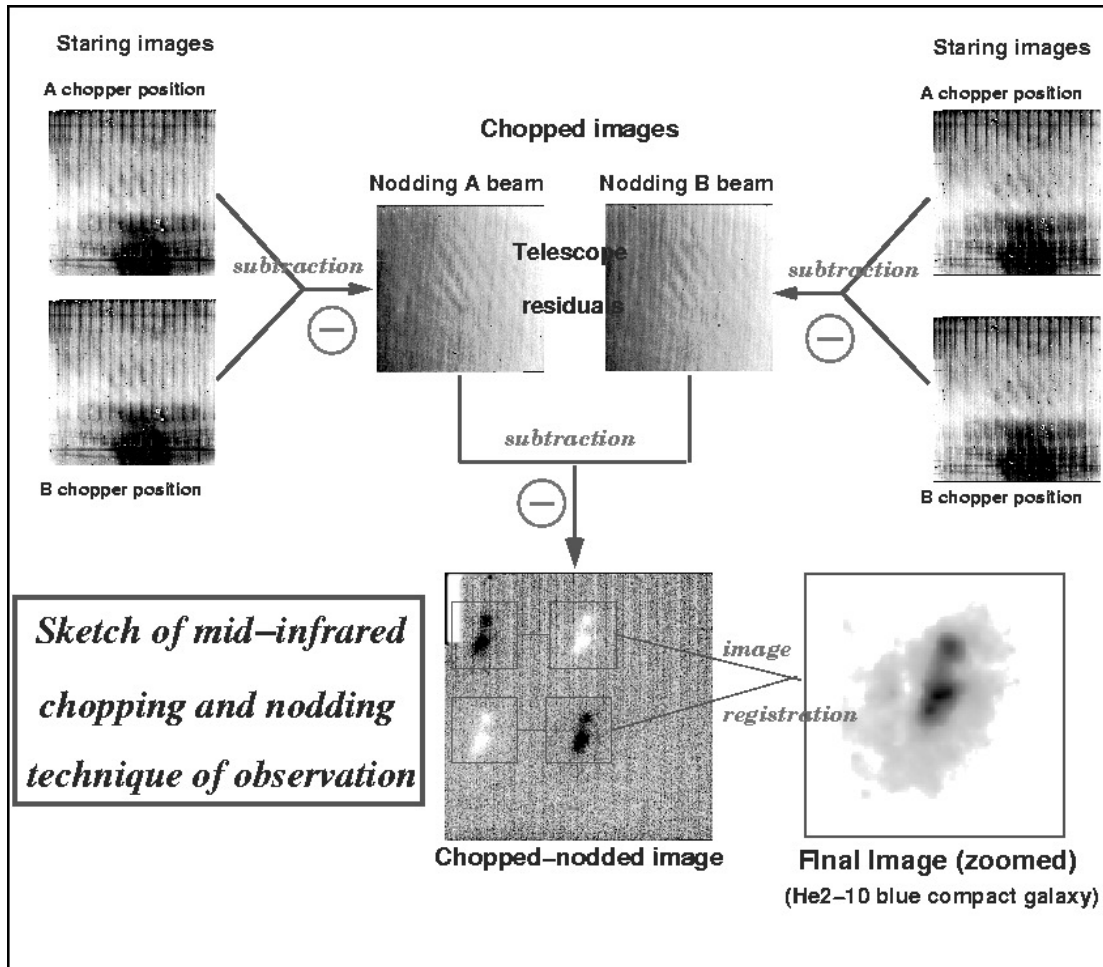 Staring images
A chopper position
B chopper position
subtraction
Chopped images
Nodding A beam
Nodding B beam
Telescope
residuals
Staring images
A chopper position
B chopper position
subtraction
subtraction
Sketch of mid-infrared
chopping and nodding
technique of observation
Chopped-nodded image
image
registration
Final Image (zoomed)
(He2-10 blue compact galaxy)